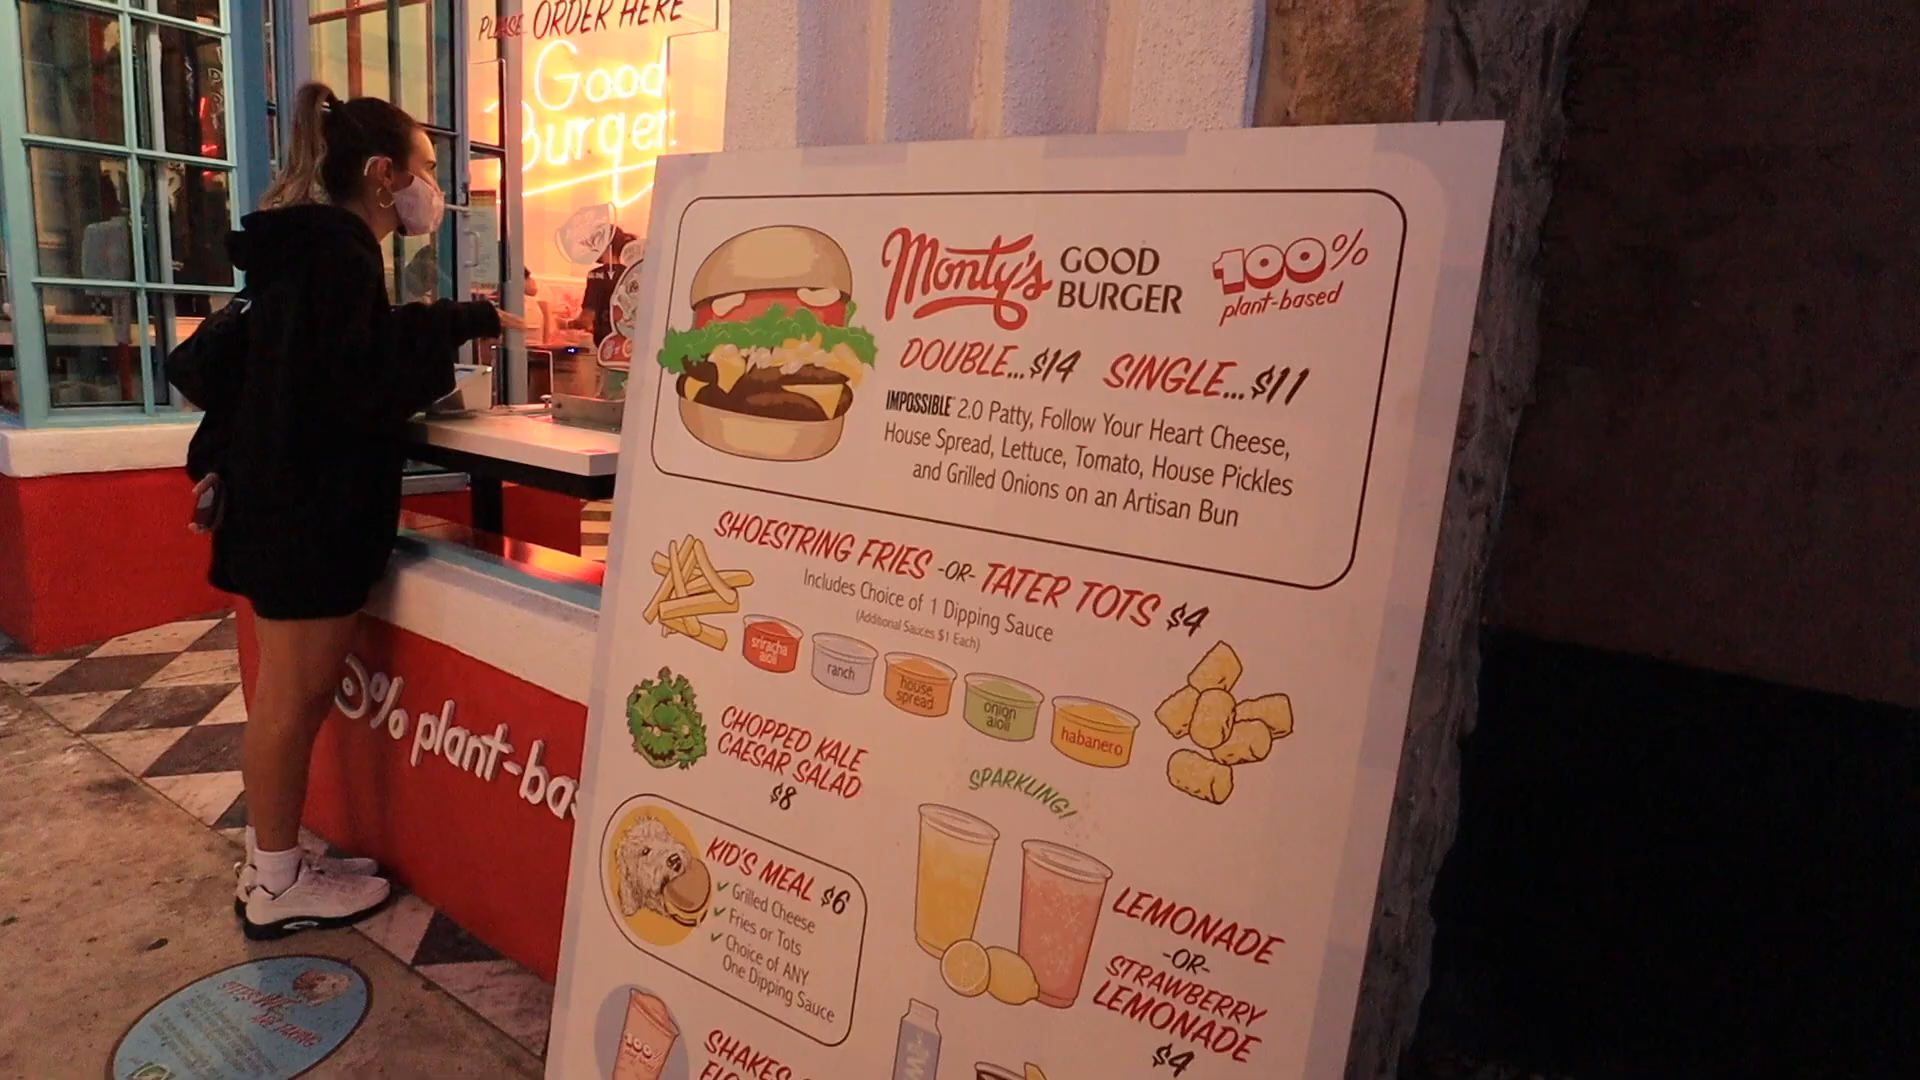 PLEASE ORDER HERE
Good
Burger
Monty's GOOD
BURGER
100%
plant-based
DOUBLE...$14 SINGLE...$11
IMPOSSIBLE 2.0 Patty, Follow Your Heart Cheese,
House Spread, Lettuce, Tomato, House Pickles
and Grilled Onions on an Artisan Bun
SHOESTRING FRIES -OR- TATER TOTS $4
Includes Choice of 1 Dipping Sauce
(Additional Sauces $1 Each)
sriracha
aioli
ranch
house
spread
onion
aioli
habanero
CHOPPED KALE
CAESAR SALAD
$8
SPARKLING!
KID'S MEAL $6
✓ Grilled Cheese
✓ Fries or Tots
✓ Choice of ANY
One Dipping Sauce
LEMONADE
-OR-
STRAWBERRY
LEMONADE
$4
SHAKES
100%
0% plant-bas